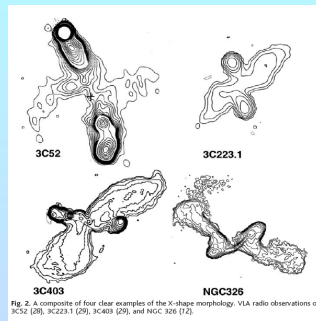 3C52
3C223.1
3C403
NGC326
Fig. 2. A composite of four clear examples of the X-shape morphology. VLA radio observations o
3C52 (28), 3C223.1 (29), 3C403 (29), and NGC 326 (12).